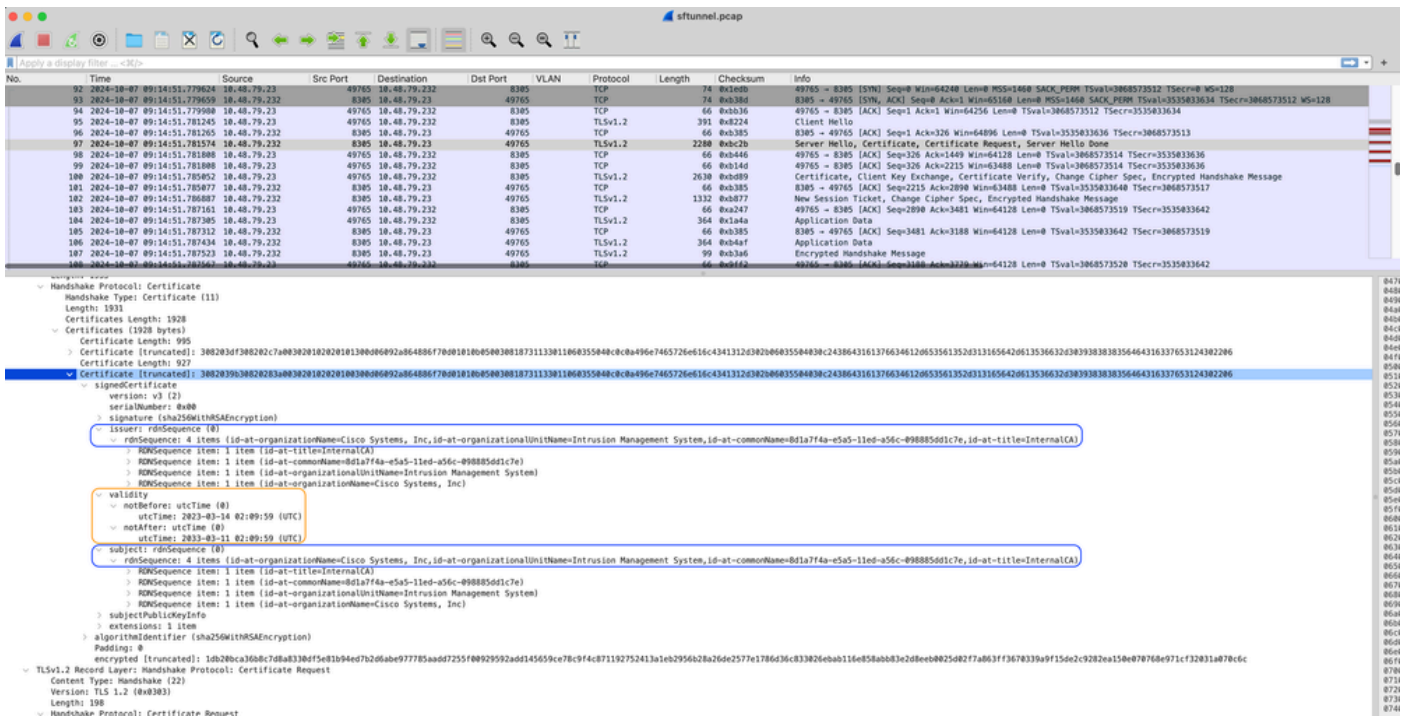 sftunnel.pcap
Apply a display filter ... <⌘/>
No. Time Source Src Port Destination Dst Port VLAN Protocol Length Checksum Info
92 2024-10-07 09:14:51.779624 10.48.79.23 49765 10.48.79.232 8305 TCP 74 0x1edb 49765 → 8305 [SYN] Seq=0 Win=64240 Len=0 MSS=1460 SACK_PERM TSval=3068573512 TSecr=0 WS=128
93 2024-10-07 09:14:51.779659 10.48.79.232 8305 10.48.79.23 49765 TCP 74 0xb38d 8305 → 49765 [SYN, ACK] Seq=0 Ack=1 Win=65160 Len=0 MSS=1460 SACK_PERM TSval=3535033634 TSecr=3068573512 WS=128
94 2024-10-07 09:14:51.779980 10.48.79.23 49765 10.48.79.232 8305 TCP 66 0xbb36 49765 → 8305 [ACK] Seq=1 Ack=1 Win=64256 Len=0 TSval=3068573512 TSecr=3535033634
95 2024-10-07 09:14:51.781245 10.48.79.23 49765 10.48.79.232 8305 TLSv1.2 391 0x8224 Client Hello
96 2024-10-07 09:14:51.781265 10.48.79.232 8305 10.48.79.23 49765 TCP 66 0xb385 8305 → 49765 [ACK] Seq=1 Ack=326 Win=64896 Len=0 TSval=3535033636 TSecr=3068573513
97 2024-10-07 09:14:51.781574 10.48.79.232 8305 10.48.79.23 49765 TLSv1.2 2280 0xbc2b Server Hello, Certificate, Certificate Request, Server Hello Done
98 2024-10-07 09:14:51.781808 10.48.79.23 49765 10.48.79.232 8305 TCP 66 0xb446 49765 → 8305 [ACK] Seq=326 Ack=1449 Win=64128 Len=0 TSval=3068573514 TSecr=3535033636
99 2024-10-07 09:14:51.781808 10.48.79.23 49765 10.48.79.232 8305 TCP 66 0xb14d 49765 → 8305 [ACK] Seq=326 Ack=2215 Win=63488 Len=0 TSval=3068573514 TSecr=3535033636
100 2024-10-07 09:14:51.785052 10.48.79.23 49765 10.48.79.232 8305 TLSv1.2 2630 0xbd89 Certificate, Client Key Exchange, Certificate Verify, Change Cipher Spec, Encrypted Handshake Message
101 2024-10-07 09:14:51.785077 10.48.79.232 8305 10.48.79.23 49765 TCP 66 0xb385 8305 → 49765 [ACK] Seq=2215 Ack=2890 Win=63488 Len=0 TSval=3535033640 TSecr=3068573517
102 2024-10-07 09:14:51.786887 10.48.79.232 8305 10.48.79.23 49765 TLSv1.2 1332 0xb877 New Session Ticket, Change Cipher Spec, Encrypted Handshake Message
103 2024-10-07 09:14:51.787161 10.48.79.23 49765 10.48.79.232 8305 TCP 66 0xa247 49765 → 8305 [ACK] Seq=2890 Ack=3481 Win=64128 Len=0 TSval=3068573519 TSecr=3535033642
104 2024-10-07 09:14:51.787305 10.48.79.23 49765 10.48.79.232 8305 TLSv1.2 364 0x1a4a Application Data
105 2024-10-07 09:14:51.787312 10.48.79.232 8305 10.48.79.23 49765 TCP 66 0xb385 8305 → 49765 [ACK] Seq=3481 Ack=3188 Win=64128 Len=0 TSval=3535033642 TSecr=3068573519
106 2024-10-07 09:14:51.787434 10.48.79.232 8305 10.48.79.23 49765 TLSv1.2 364 0xb4af Application Data
107 2024-10-07 09:14:51.787523 10.48.79.232 8305 10.48.79.23 49765 TLSv1.2 99 0xb3a6 Encrypted Handshake Message
108 2024-10-07 09:14:51.787567 10.48.79.23 49765 10.48.79.232 8305 TCP 66 0x9ff2 49765 → 8305 [ACK] Seq=3188 Ack=3779 Win=64128 Len=0 TSval=3068573520 TSecr=3535033642
Handshake Protocol: Certificate
Handshake Type: Certificate (11)
Length: 1931
Certificates Length: 1928
Certificates (1928 bytes)
Certificate Length: 995
Certificate [truncated]:
Certificate Length: 927
Certificate [truncated]:
signedCertificate
version: v3 (2)
serialNumber: 0x00
signature (sha256WithRSAEncryption)
issuer: rdnSequence (0)
rdnSequence: 4 items (id-at-organizationName=Cisco Systems, Inc,id-at-organizationalUnitName=Intrusion Management System,id-at-commonName=8d1a7f4a-e5a5-11ed-a56c-098885dd1c7e,id-at-title=InternalCA)
RDNSequence item: 1 item (id-at-title=InternalCA)
RDNSequence item: 1 item (id-at-commonName=8d1a7f4a-e5a5-11ed-a56c-098885dd1c7e)
RDNSequence item: 1 item (id-at-organizationalUnitName=Intrusion Management System)
RDNSequence item: 1 item (id-at-organizationName=Cisco Systems, Inc)
validity
notBefore: utcTime (0)
utcTime: 2023-03-14 02:09:59 (UTC)
notAfter: utcTime (0)
utcTime: 2033-03-11 02:09:59 (UTC)
subject: rdnSequence (0)
rdnSequence: 4 items (id-at-organizationName=Cisco Systems, Inc,id-at-organizationalUnitName=Intrusion Management System,id-at-commonName=8d1a7f4a-e5a5-11ed-a56c-098885dd1c7e,id-at-title=InternalCA)
RDNSequence item: 1 item (id-at-title=InternalCA)
RDNSequence item: 1 item (id-at-commonName=8d1a7f4a-e5a5-11ed-a56c-098885dd1c7e)
RDNSequence item: 1 item (id-at-organizationalUnitName=Intrusion Management System)
RDNSequence item: 1 item (id-at-organizationName=Cisco Systems, Inc)
subjectPublicKeyInfo
extensions: 1 item
algorithmIdentifier (sha256WithRSAEncryption)
Padding: 0
encrypted [truncated]:
TLSv1.2 Record Layer: Handshake Protocol: Certificate Request
Content Type: Handshake (22)
Version: TLS 1.2 (0x0303)
Length: 198
Handshake Protocol: Certificate Request